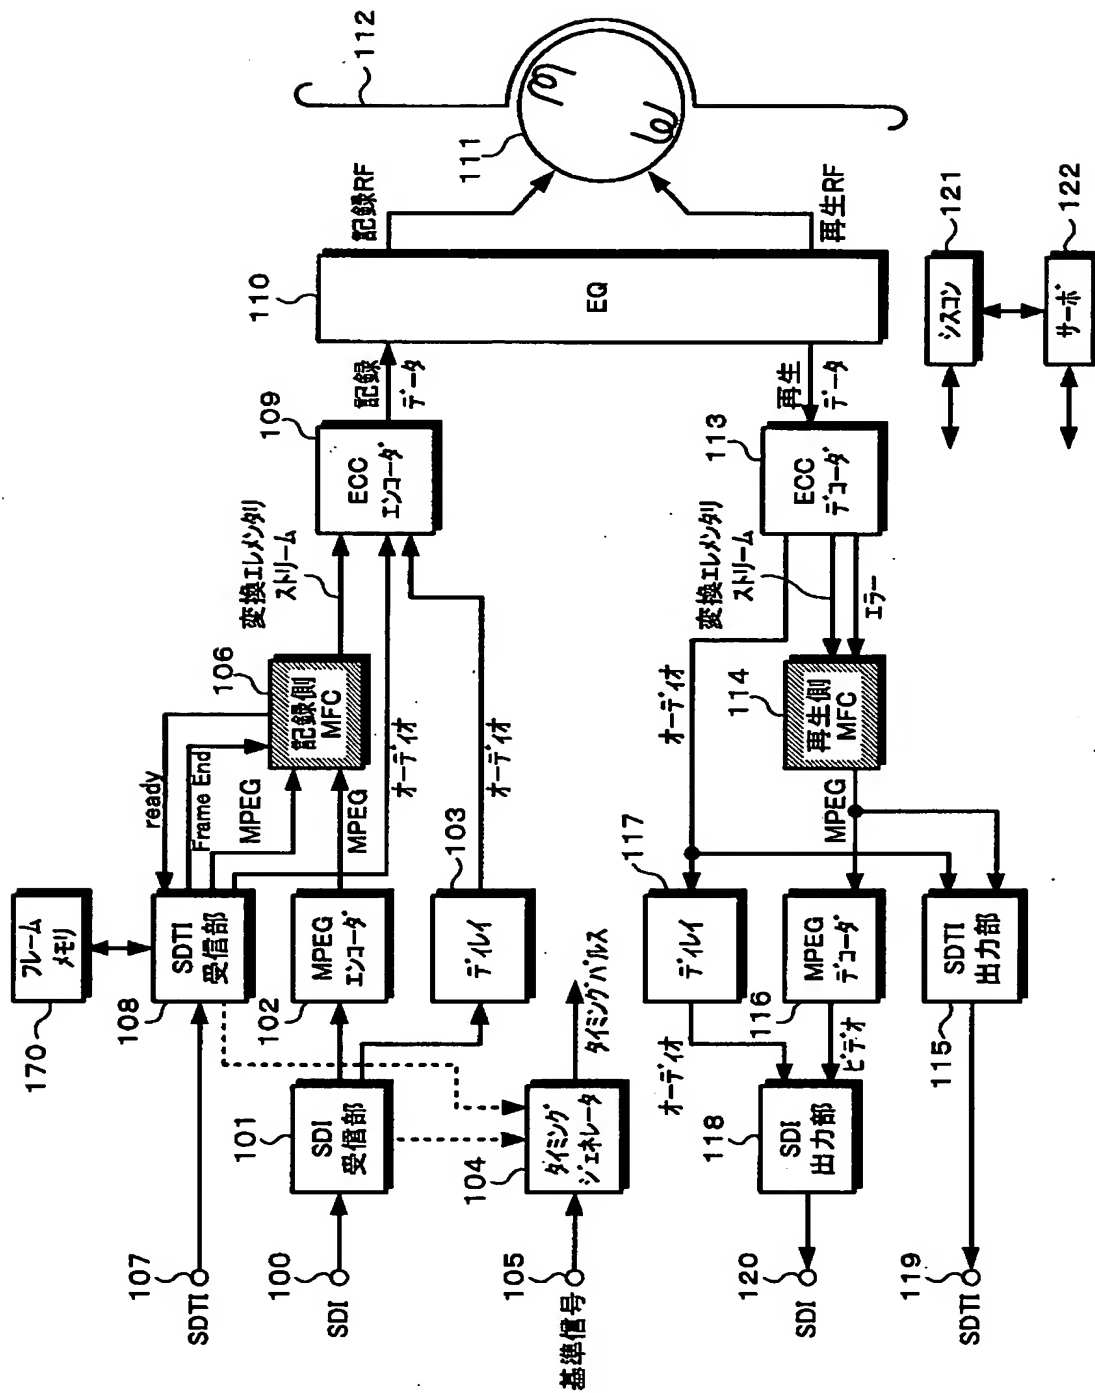 107
SDTI
100
SDI
105
基準信号
120
SDI
119
SDTI
170
フレーム
メモリ
108
SDTI
受信部
101
SDI
受信部
102
MPEG
エンコーダ
103
ディレイ
104
タイミング
ジェネレータ
タイミングパルス
ready
Frame End
MPEG
MPEG
オーディオ
オーディオ
106
記録側
MFC
変換エレメンタリ
ストリーム
109
ECC
エンコーダ
記録
データ
110
EQ
記録RF
再生RF
111
112
再生
データ
113
ECC
デコーダ
変換エレメンタリ
ストリーム
エラー
オーディオ
114
再生側
MFC
MPEG
117
ディレイ
116
MPEG
デコーダ
115
SDTI
出力部
オーディオ
ビデオ
118
SDI
出力部
121
シスコン
122
サーボ